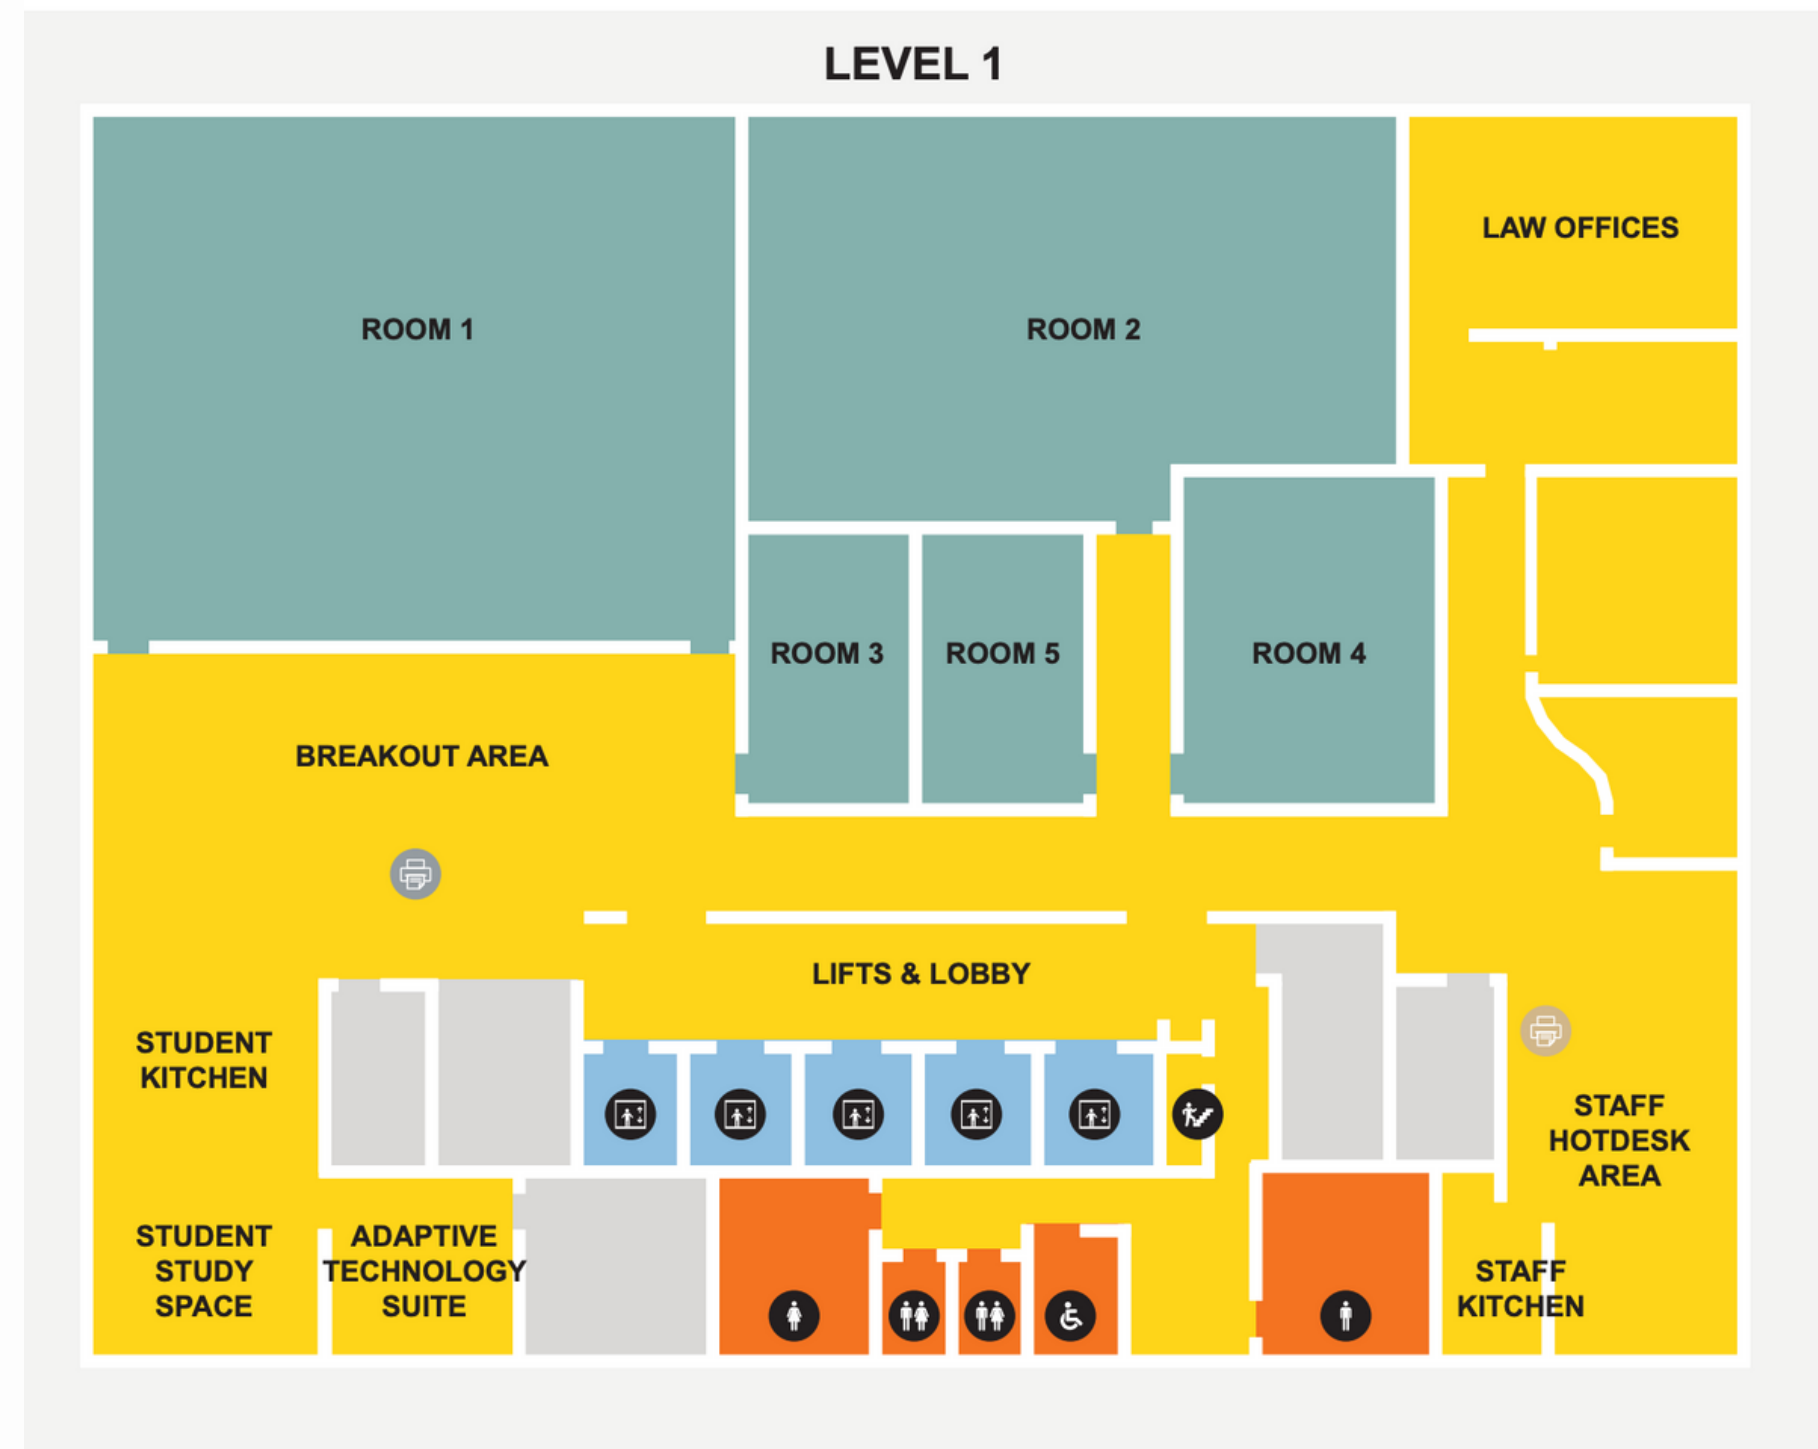 LEVEL 1
LAW OFFICES
ROOM 1
ROOM 2
ROOM 3
ROOM 5
ROOM 4
BREAKOUT AREA
LIFTS & LOBBY
STUDENT
KITCHEN
STAFF
HOTDESK
AREA
STUDENT
STUDY
SPACE
ADAPTIVE
TECHNOLOGY
SUITE
STAFF
KITCHEN